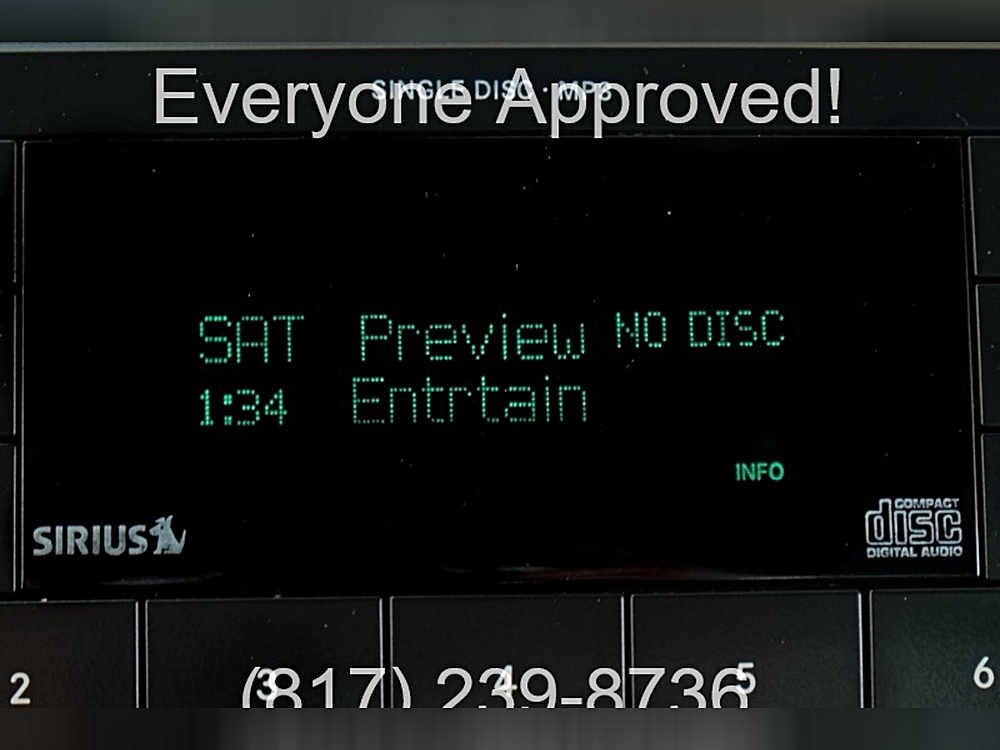 Everyone Approved!
SINGLE DISC · MP3
SAT Preview NO DISC
1:34 Entrtain
INFO
SIRIUS
COMPACT
disc
DIGITAL AUDIO
2 3 4 5 6
(817) 239-8736